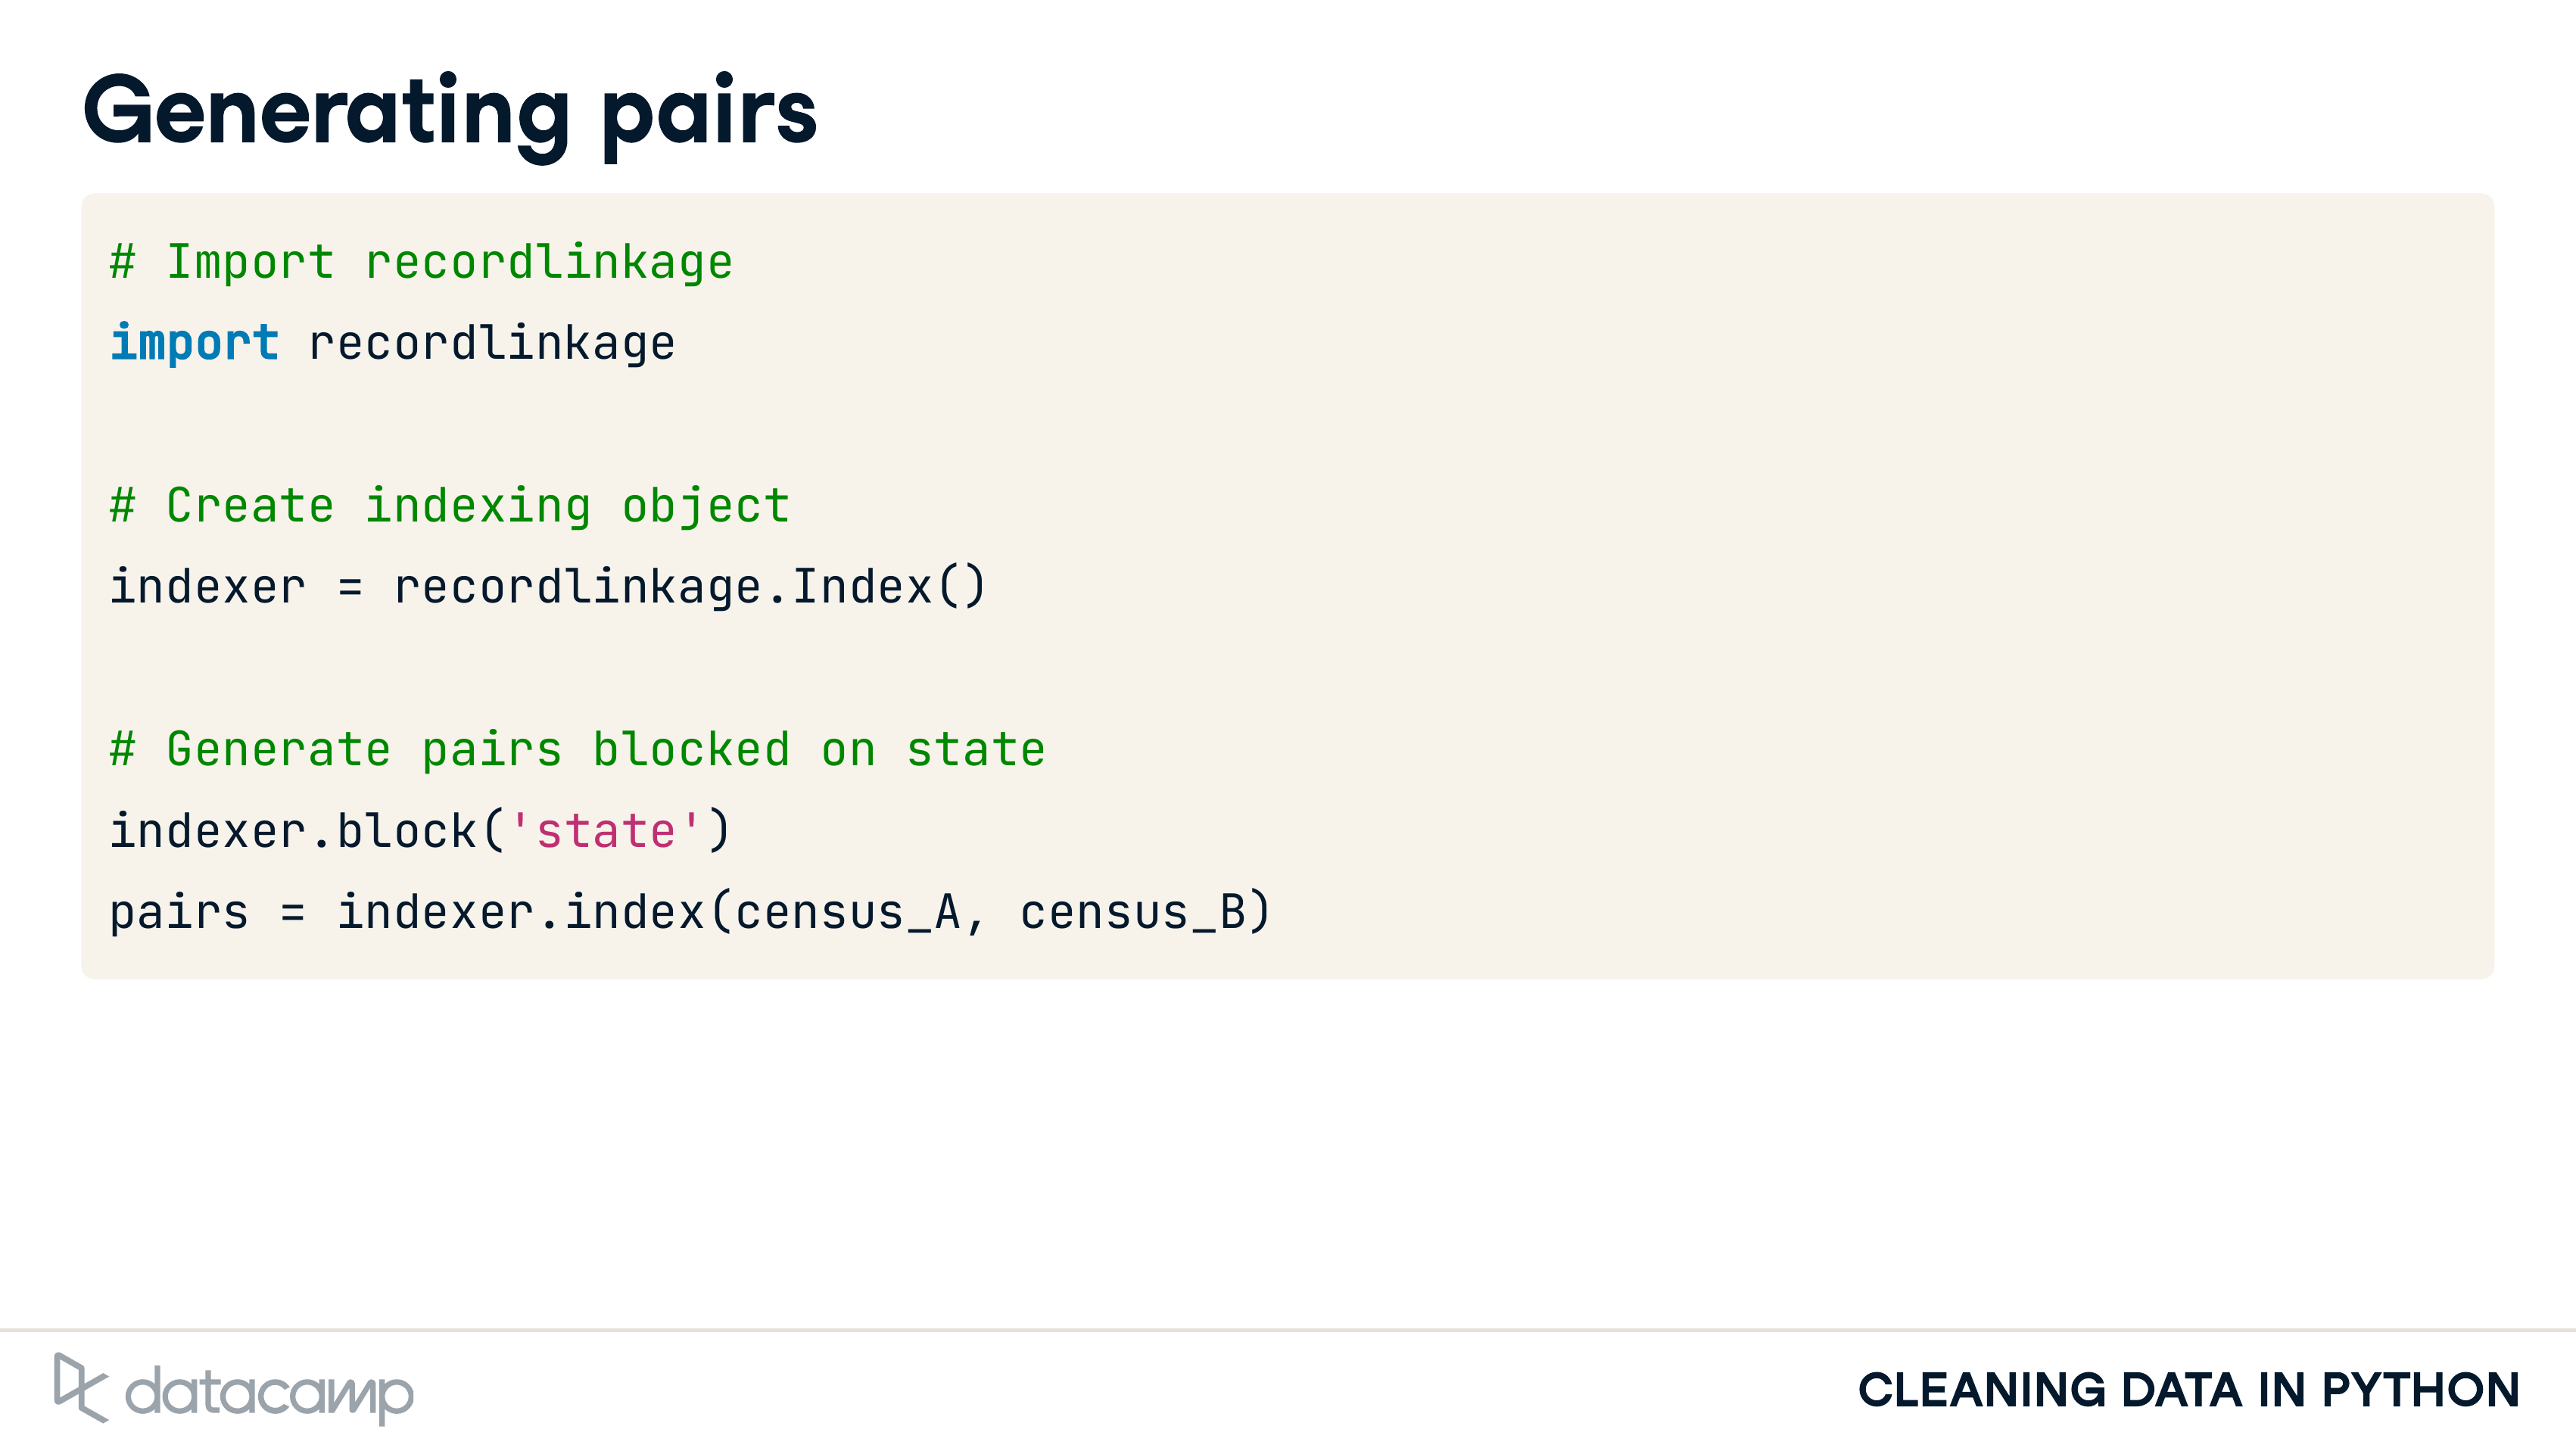 Generating pairs
# Import recordlinkage
import recordlinkage
# Create indexing object
indexer = recordlinkage.Index()
# Generate pairs blocked on state
indexer.block('state')
pairs = indexer.index(census_A, census_B)
datacamp
CLEANING DATA IN PYTHON